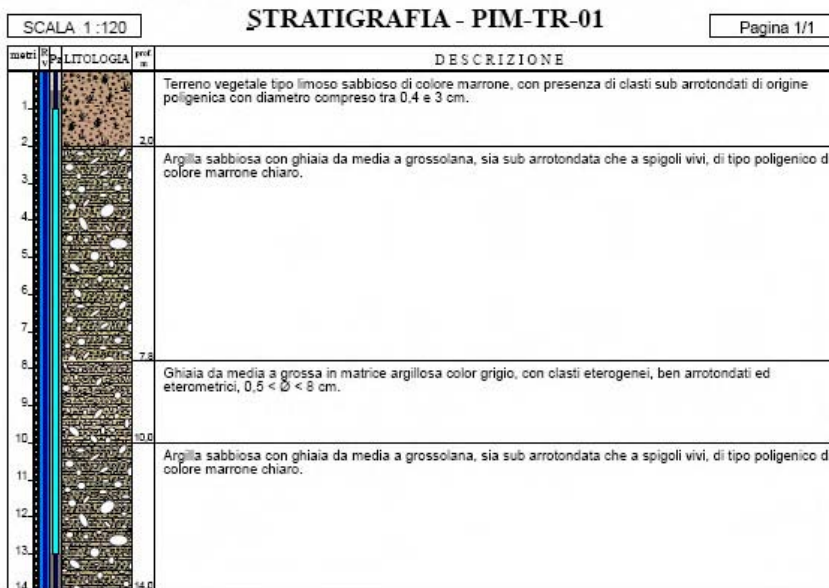 SCALA 1 :120
STRATIGRAFIA - PIM-TR-01
Pagina 1/1
metri R v Pz LITOLOGIA prof. m DESCRIZIONE
Terreno vegetale tipo limoso sabbioso di colore marrone, con presenza di clasti sub arrotondati di origine
poligenica con diametro compreso tra 0,4 e 3 cm.
1
2 2,0
Argilla sabbiosa con ghiaia da media a grossolana, sia sub arrotondata che a spigoli vivi, di tipo poligenico d
colore marrone chiaro.
3
4
5
6
7
7,8
8
Ghiaia da media a grossa in matrice argillosa color grigio, con clasti eterogenei, ben arrotondati ed
eterometrici, 0,5 < Ø < 8 cm.
9
10 10,0
Argilla sabbiosa con ghiaia da media a grossolana, sia sub arrotondata che a spigoli vivi, di tipo poligenico d
colore marrone chiaro.
11
12
13
14 14,0